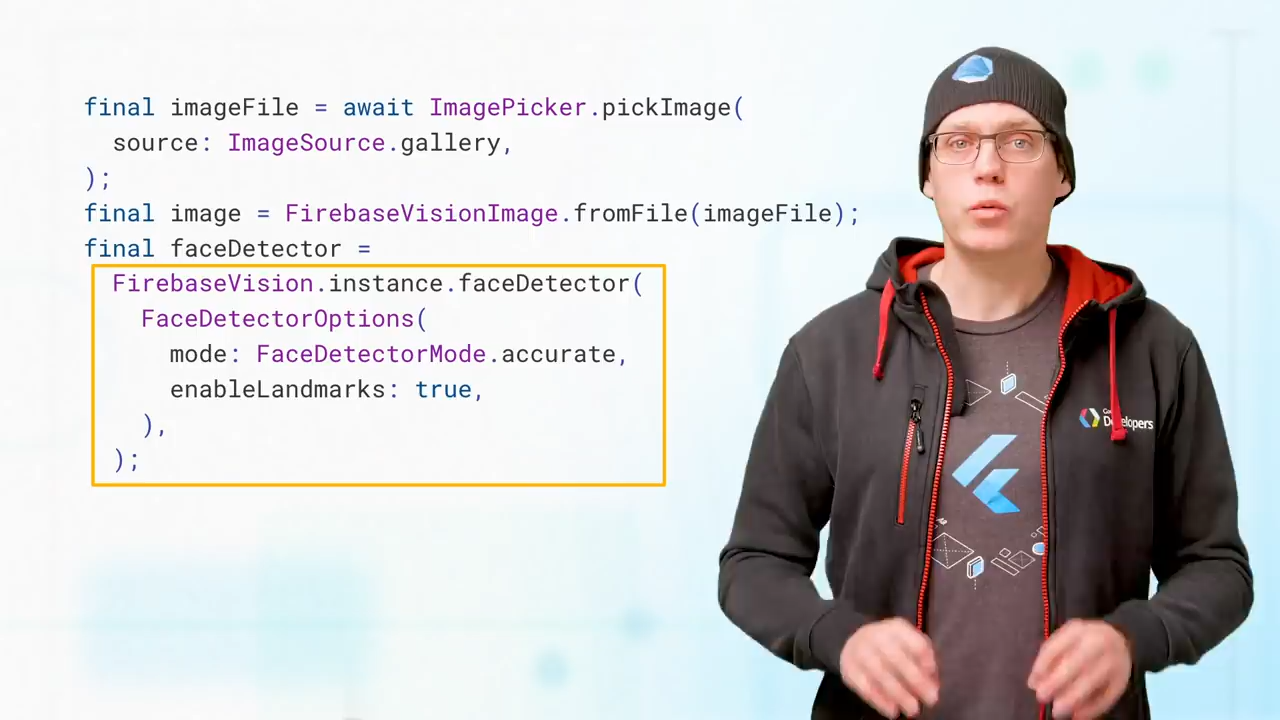 final imageFile = await ImagePicker.pickImage(
  source: ImageSource.gallery,
);
final image = FirebaseVisionImage.fromFile(imageFile);
final faceDetector =
  FirebaseVision.instance.faceDetector(
    FaceDetectorOptions(
      mode: FaceDetectorMode.accurate,
      enableLandmarks: true,
    ),
  );
Developers